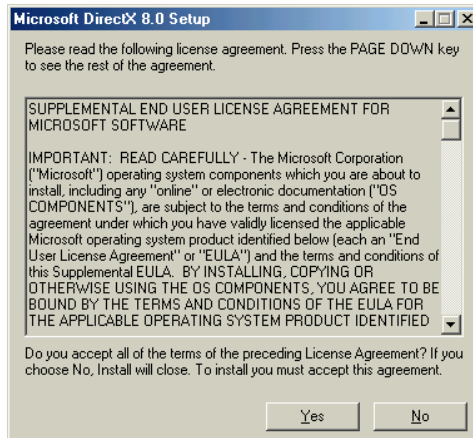 Microsoft DirectX 8.0 Setup
Please read the following license agreement. Press the PAGE DOWN key
to see the rest of the agreement.
SUPPLEMENTAL END USER LICENSE AGREEMENT FOR
MICROSOFT SOFTWARE
IMPORTANT:  READ CAREFULLY - The Microsoft Corporation
("Microsoft") operating system components which you are about to
install, including any "online" or electronic documentation ("OS
COMPONENTS"), are subject to the terms and conditions of the
agreement under which you have validly licensed the applicable
Microsoft operating system product identified below (each an "End
User License Agreement" or "EULA") and the terms and conditions of
this Supplemental EULA.  BY INSTALLING, COPYING OR
OTHERWISE USING THE OS COMPONENTS, YOU AGREE TO BE
BOUND BY THE TERMS AND CONDITIONS OF THE EULA FOR
THE APPLICABLE OPERATING SYSTEM PRODUCT IDENTIFIED
Do you accept all of the terms of the preceding License Agreement? If you
choose No, Install will close. To install you must accept this agreement.
Yes No